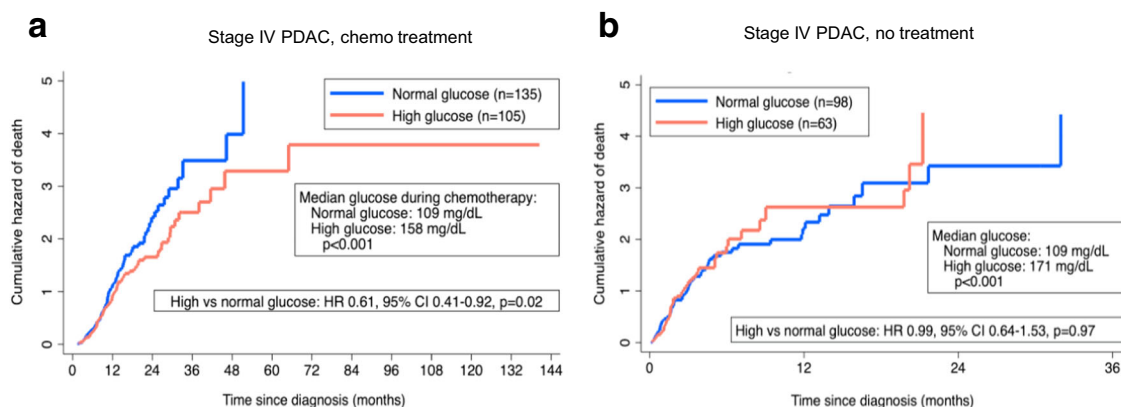 a
Stage IV PDAC, chemo treatment
Cumulative hazard of death
5
4
3
2
1
0
Normal glucose (n=135)
High glucose (n=105)
Median glucose during chemotherapy:
Normal glucose: 109 mg/dL
High glucose: 158 mg/dL
p<0.001
High vs normal glucose: HR 0.61, 95% CI 0.41-0.92, p=0.02
0 12 24 36 48 60 72 84 96 108 120 132 144
Time since diagnosis (months)
b
Stage IV PDAC, no treatment
Cumulative hazard of death
5
4
3
2
1
0
Normal glucose (n=98)
High glucose (n=63)
Median glucose:
Normal glucose: 109 mg/dL
High glucose: 171 mg/dL
p<0.001
High vs normal glucose: HR 0.99, 95% CI 0.64-1.53, p=0.97
0 12 24 36
Time since diagnosis (months)